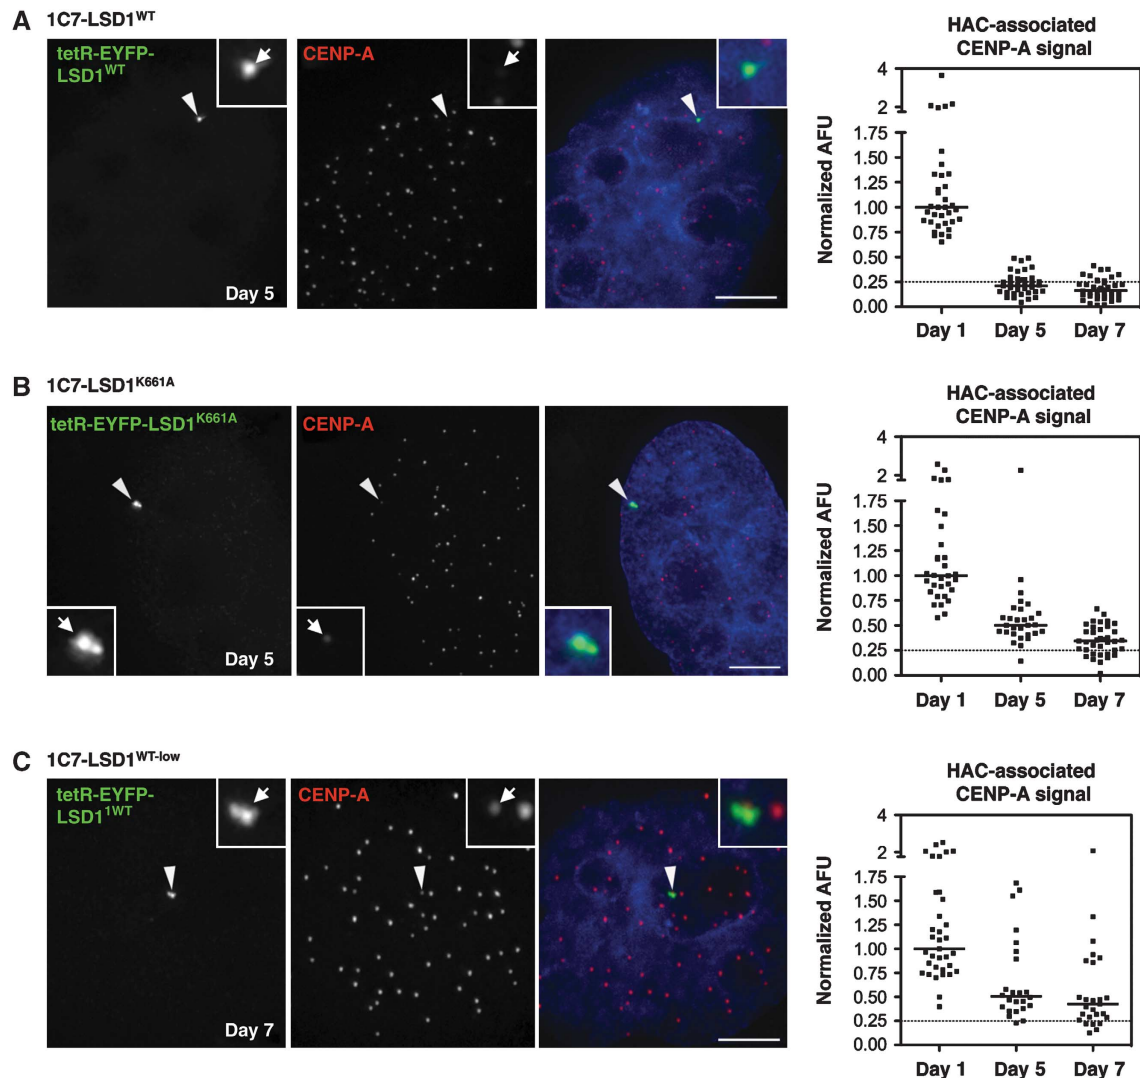 A 1C7-LSD1WT
tetR-EYFP-
LSD1WT
Day 5
CENP-A
HAC-associated
CENP-A signal
Normalized AFU
4
2
1.75
1.50
1.25
1.00
0.75
0.50
0.25
0.00
Day 1 Day 5 Day 7
B 1C7-LSD1K661A
tetR-EYFP-LSD1K661A
Day 5
CENP-A
HAC-associated
CENP-A signal
Normalized AFU
4
2
1.75
1.50
1.25
1.00
0.75
0.50
0.25
0.00
Day 1 Day 5 Day 7
C 1C7-LSD1WT-low
tetR-EYFP-
LSD11WT
Day 7
CENP-A
HAC-associated
CENP-A signal
Normalized AFU
4
2
1.75
1.50
1.25
1.00
0.75
0.50
0.25
0.00
Day 1 Day 5 Day 7